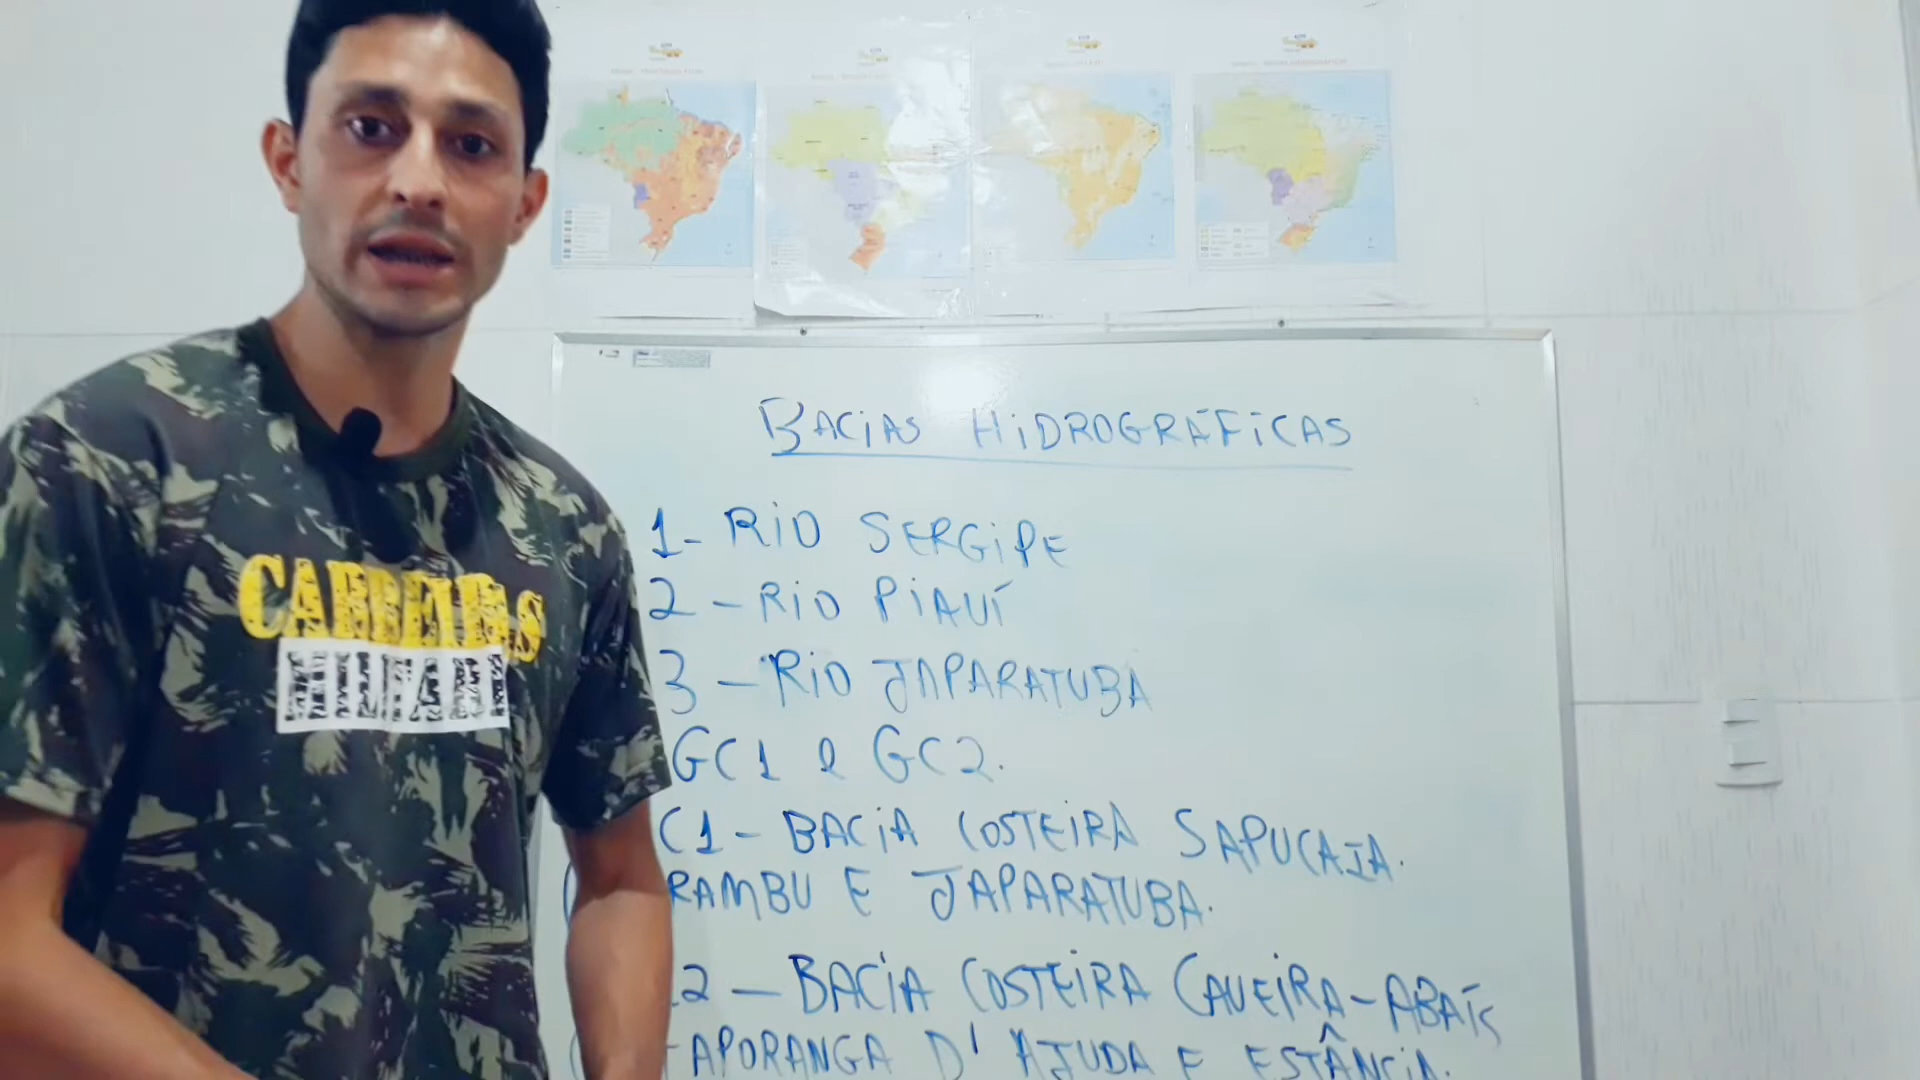 BACIAS HIDROGRÁFICAS
1- RIO SERGIPE
2 - RIO PIAUÍ
3 - RIO JAPARATUBA
GC1 e GC2.
C1 - BACIA COSTEIRA SAPUCAIA.
RAMBU E JAPARATUBA.
2 - BACIA COSTEIRA CAUEIRA - ABAÍS
APORANGA D' AJUDA E ESTÂNCIA.
CARREIRAS
MILITARES